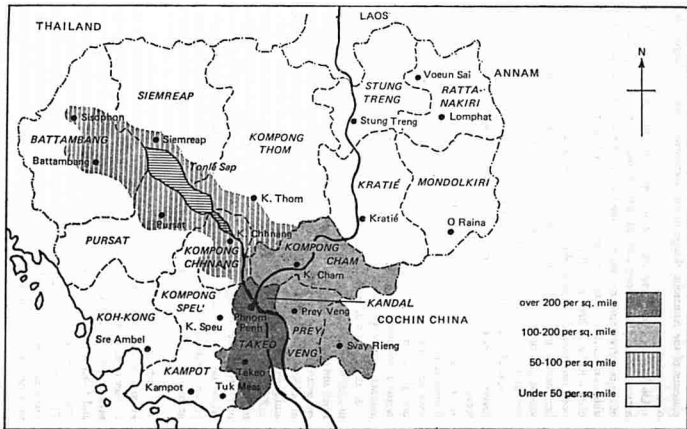 THAILAND
LAOS
N
SIEMREAP
STUNG
TRENG
Voeun Sai
ANNAM
RATTA-
NAKIRI
Sisophon
BATTAMBANG
Siemreap
KOMPONG
THOM
Stung Treng
Lomphat
Battambang
Tonlé Sap
K. Thom
KRATIÉ
MONDOLKIRI
Pursat
Kratié
O Raina
PURSAT
K. Chhnang
KOMPONG
CHHNANG
KOMPONG
CHAM
K. Cham
KOMPONG
SPEU
KANDAL
over 200 per sq. mile
KOH-KONG
Phnom
Penh
Prey Veng
COCHIN CHINA
100-200 per sq. mile
K. Speu
TAKEO
PREY
VENG
Svay Rieng
Sre Ambel
50-100 per sq mile
KAMPOT
Takeo
Kampot
Tuk Meas
Under 50 per.sq mile